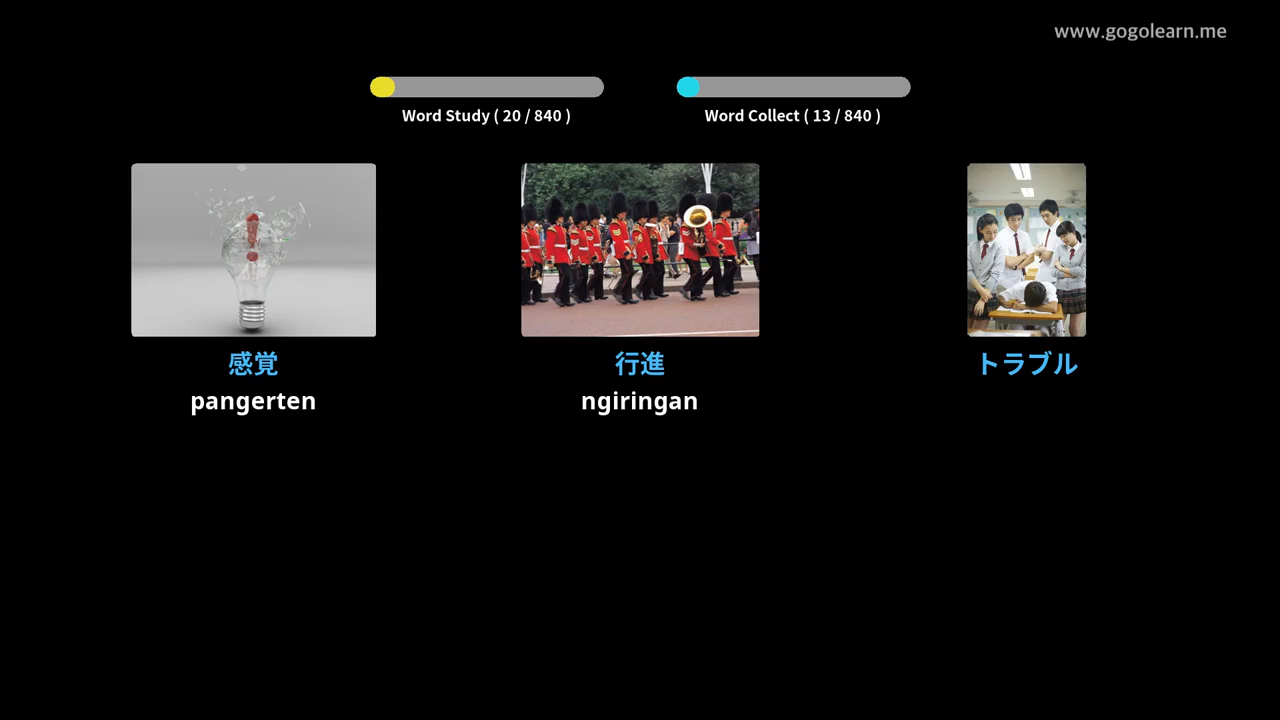 www.gogolearn.me
Word Study ( 20 / 840 )
Word Collect ( 13 / 840 )
感覚
行進
トラブル
pangerten
ngiringan